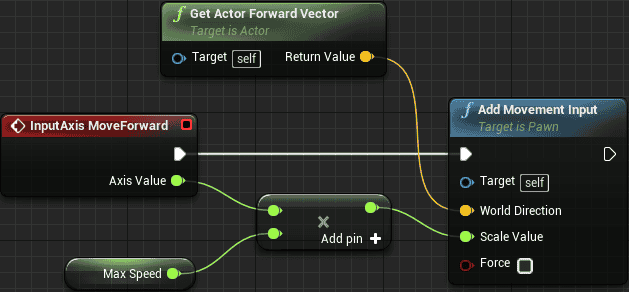 Get Actor Forward Vector
Target is Actor
Target self Return Value
InputAxis MoveForward
Axis Value
Add pin
Max Speed
Add Movement Input
Target is Pawn
Target self
World Direction
Scale Value
Force